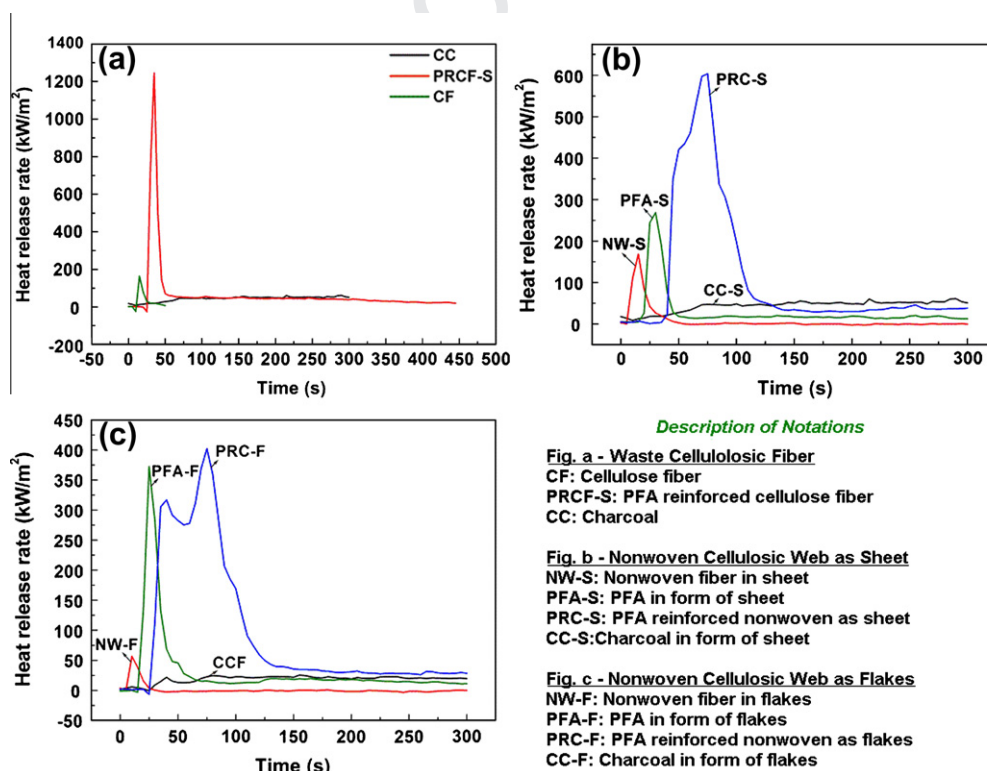 (a)
1400
1200
1000
800
600
400
200
0
-200
Heat release rate (kW/m²)
CC
PRCF-S
CF
-50 0 50 100 150 200 250 300 350 400 450 500
Time (s)
(b)
600
500
400
300
200
100
0
Heat release rate (kW/m²)
PRC-S
PFA-S
NW-S
CC-S
0 50 100 150 200 250 300
Time (s)
(c)
450
400
350
300
250
200
150
100
50
0
-50
Heat release rate (kW/m²)
PFA-F
PRC-F
NW-F
CCF
0 50 100 150 200 250 300
Time (s)
Description of Notations
Fig. a - Waste Cellulolosic Fiber
CF: Cellulose fiber
PRCF-S: PFA reinforced cellulose fiber
CC: Charcoal
Fig. b - Nonwoven Cellulosic Web as Sheet
NW-S: Nonwoven fiber in sheet
PFA-S: PFA in form of sheet
PRC-S: PFA reinforced nonwoven as sheet
CC-S:Charcoal in form of sheet
Fig. c - Nonwoven Cellulosic Web as Flakes
NW-F: Nonwoven fiber in flakes
PFA-F: PFA in form of flakes
PRC-F: PFA reinforced nonwoven as flakes
CC-F: Charcoal in form of flakes